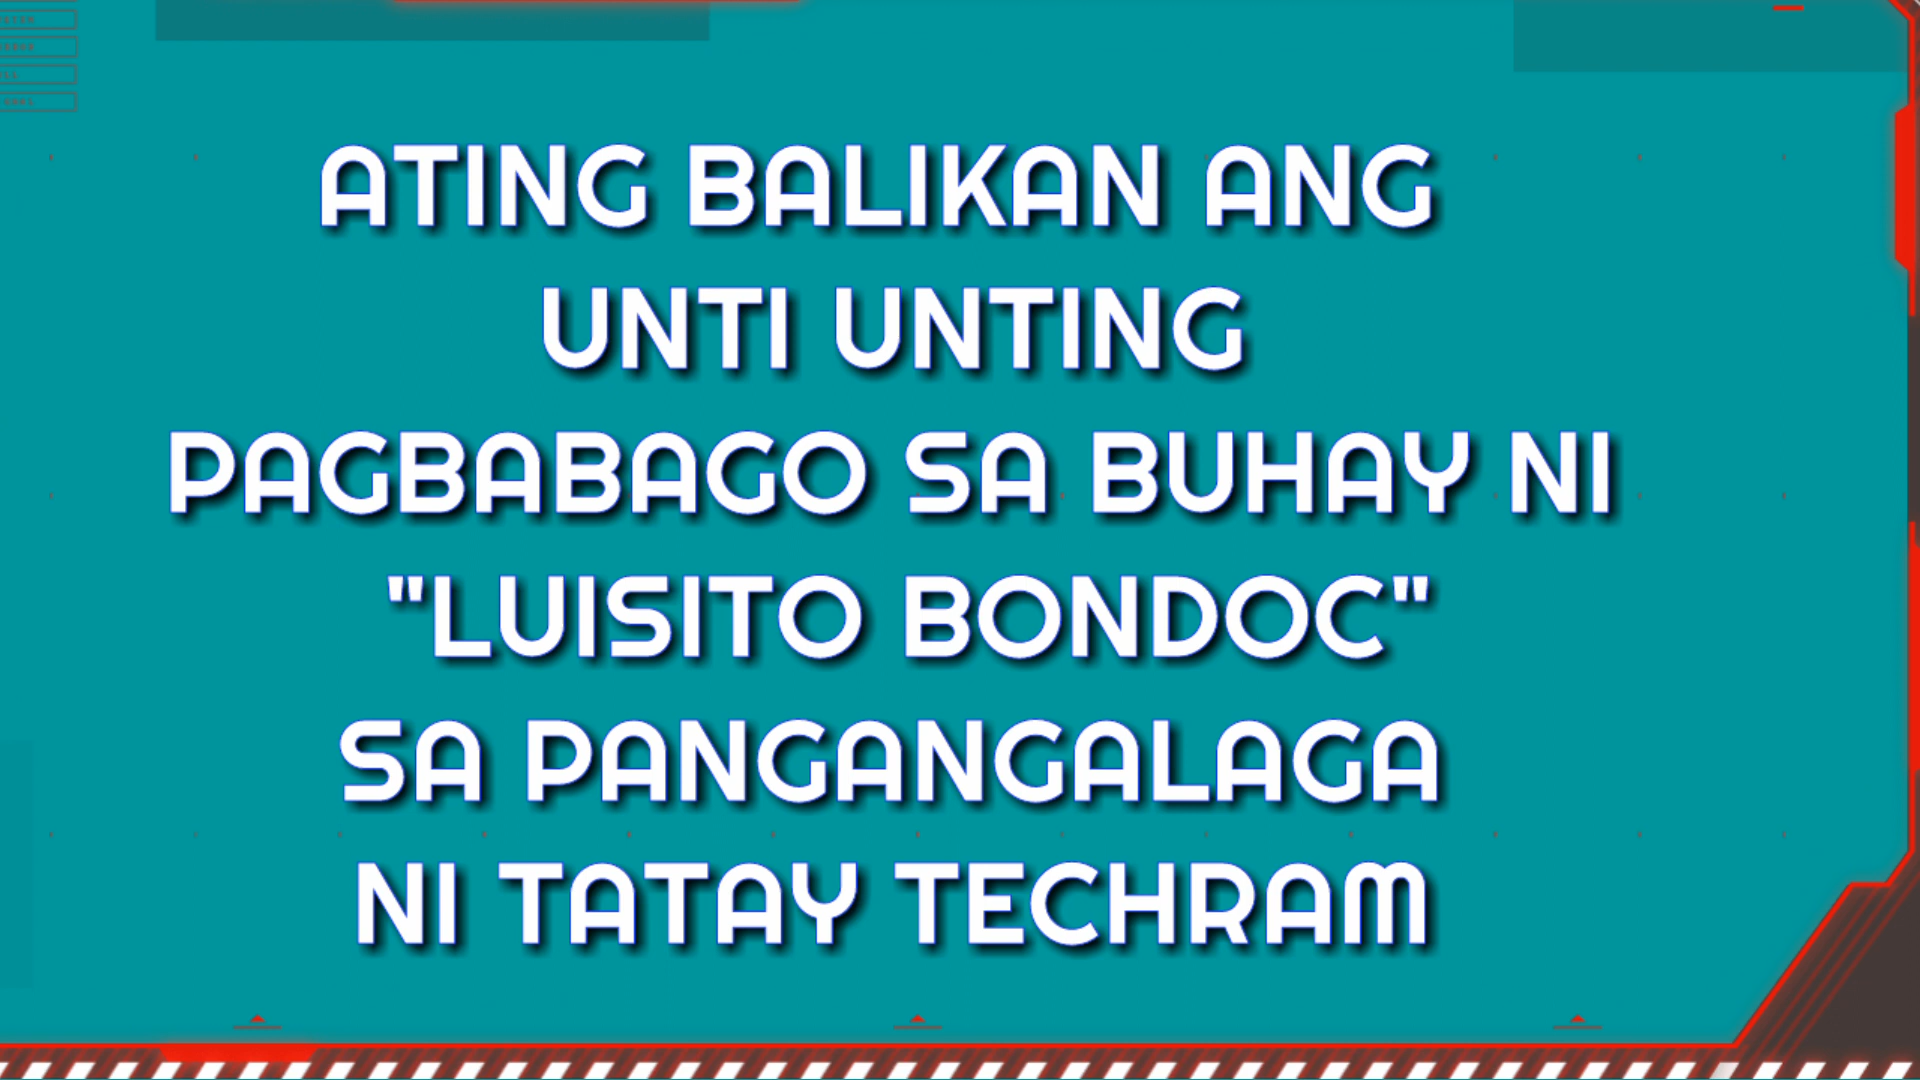 ATING BALIKAN ANG
UNTI UNTING
PAGBABAGO SA BUHAY NI
"LUISITO BONDOC"
SA PANGANGALAGA
NI TATAY TECHRAM